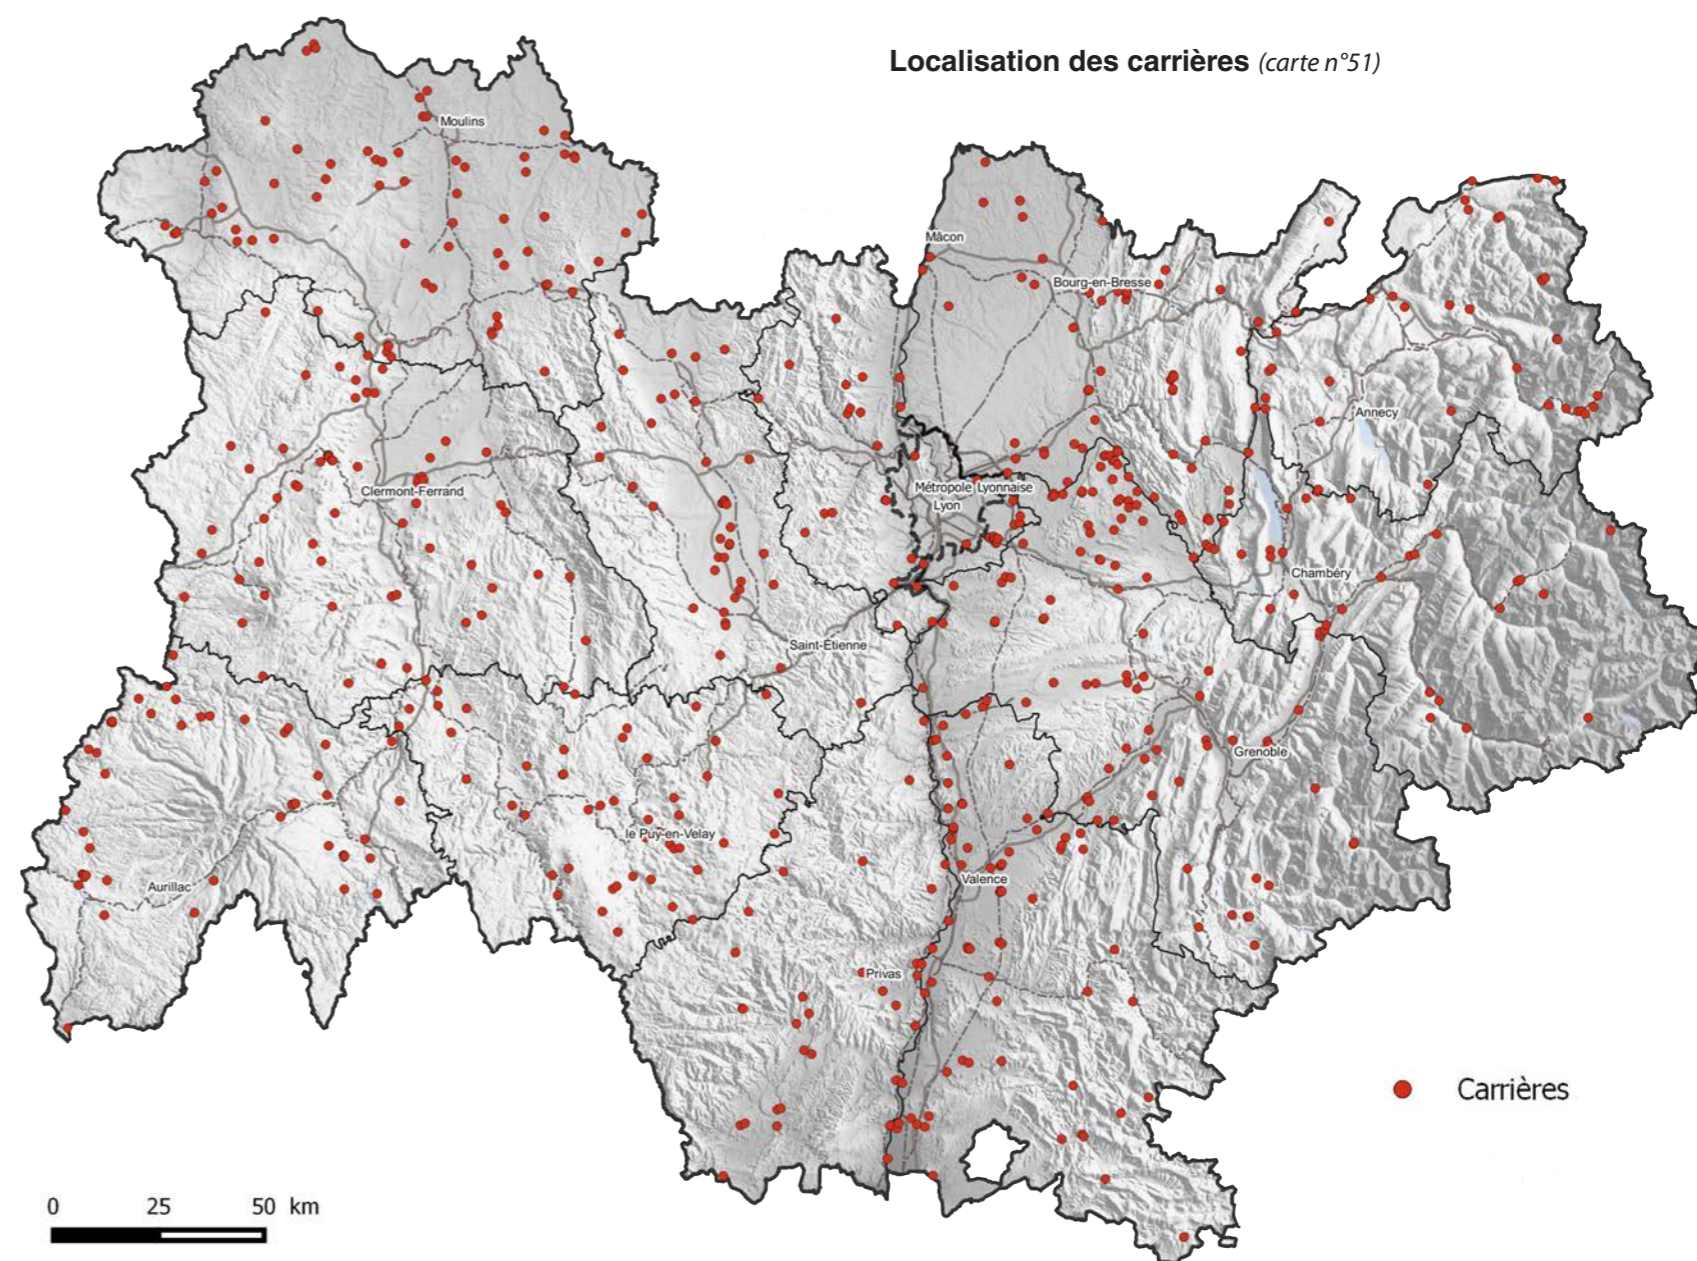 Localisation des carrières (carte n°51)
Moulins
Mâcon
Bourg-en-Bresse
Annecy
Clermont-Ferrand
Métropole Lyonnaise
Lyon
Chambéry
Saint-Etienne
Grenoble
le Puy-en-Velay
Valence
Aurillac
Privas
Carrières
0 25 50 km